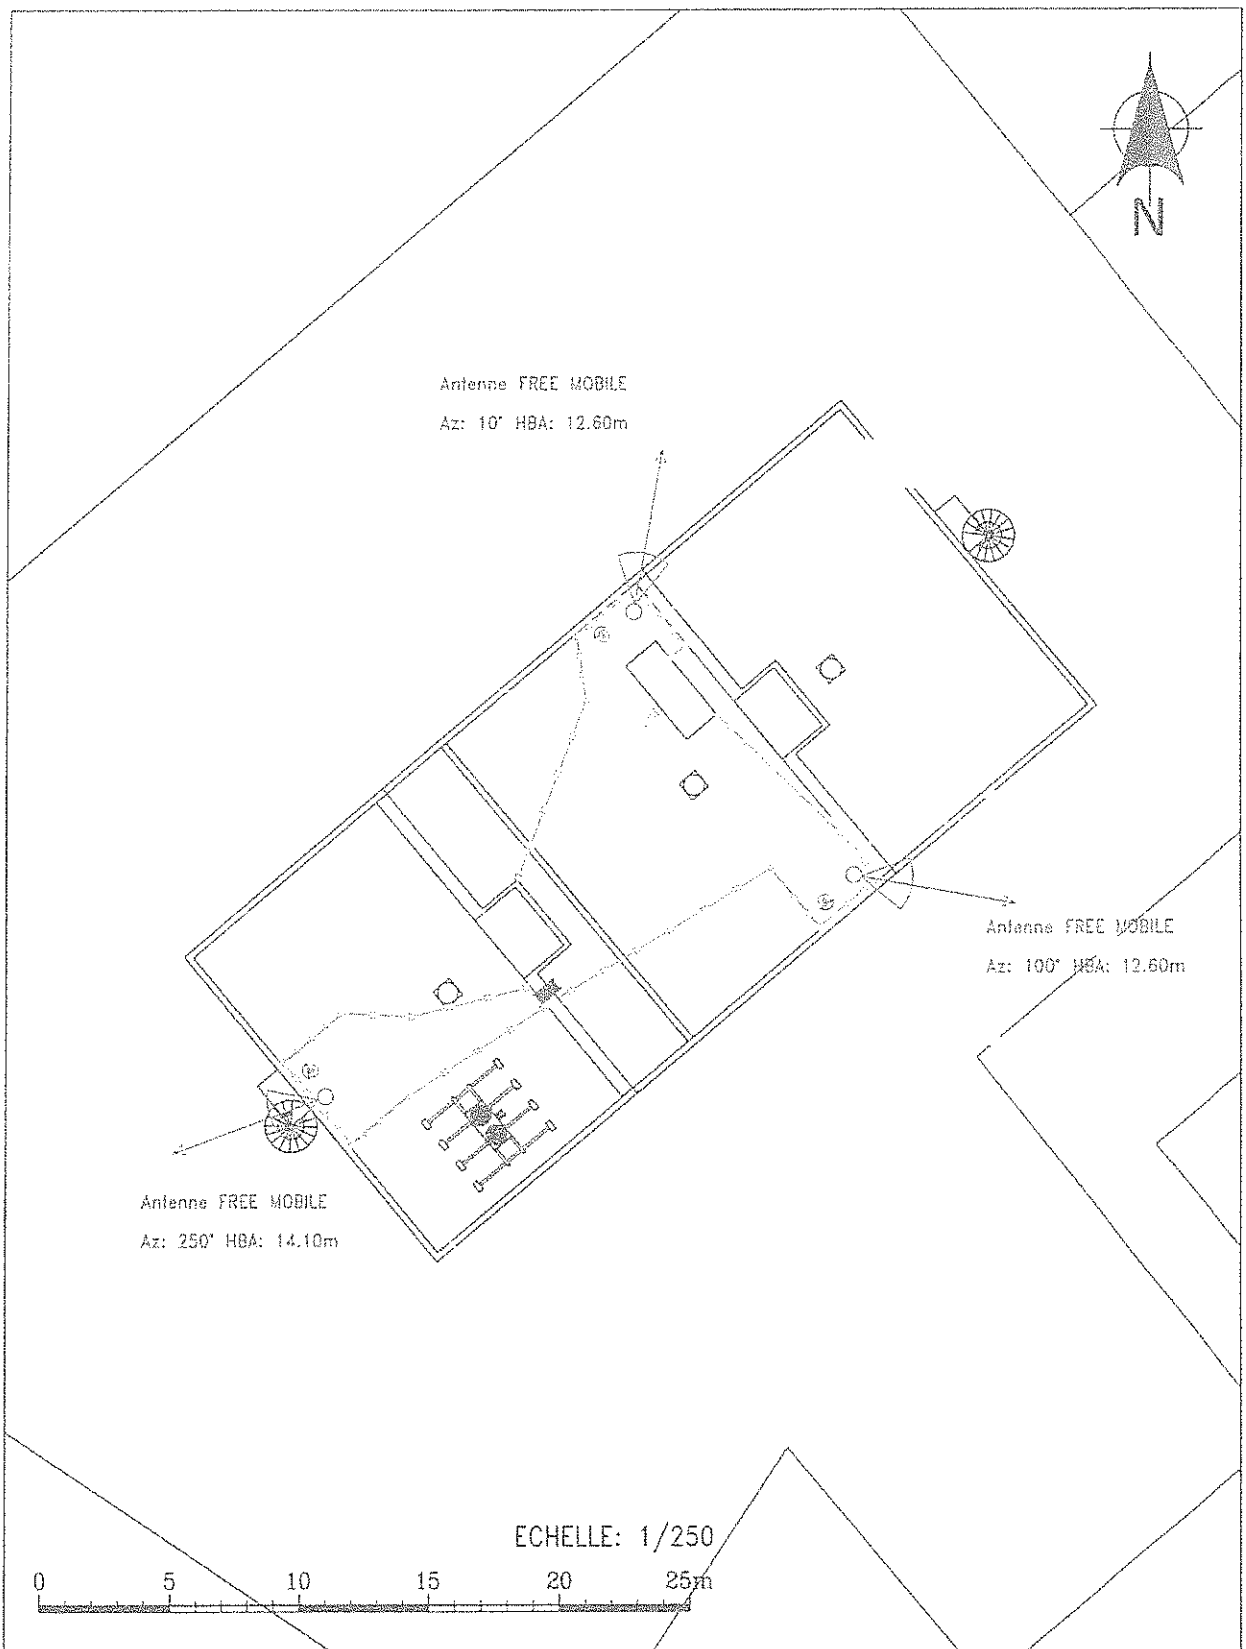 N
Antenne FREE MOBILE
Az: 10° HBA: 12.60m
Antenne FREE MOBILE
Az: 100° HBA: 12.60m
Antenne FREE MOBILE
Az: 250° HBA: 14.10m
ECHELLE: 1/250
0 5 10 15 20 25m